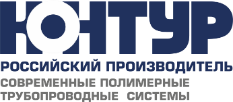 КОНТУР
РОССИЙСКИЙ ПРОИЗВОДИТЕЛЬ
СОВРЕМЕННЫЕ ПОЛИМЕРНЫЕ
ТРУБОПРОВОДНЫЕ СИСТЕМЫ